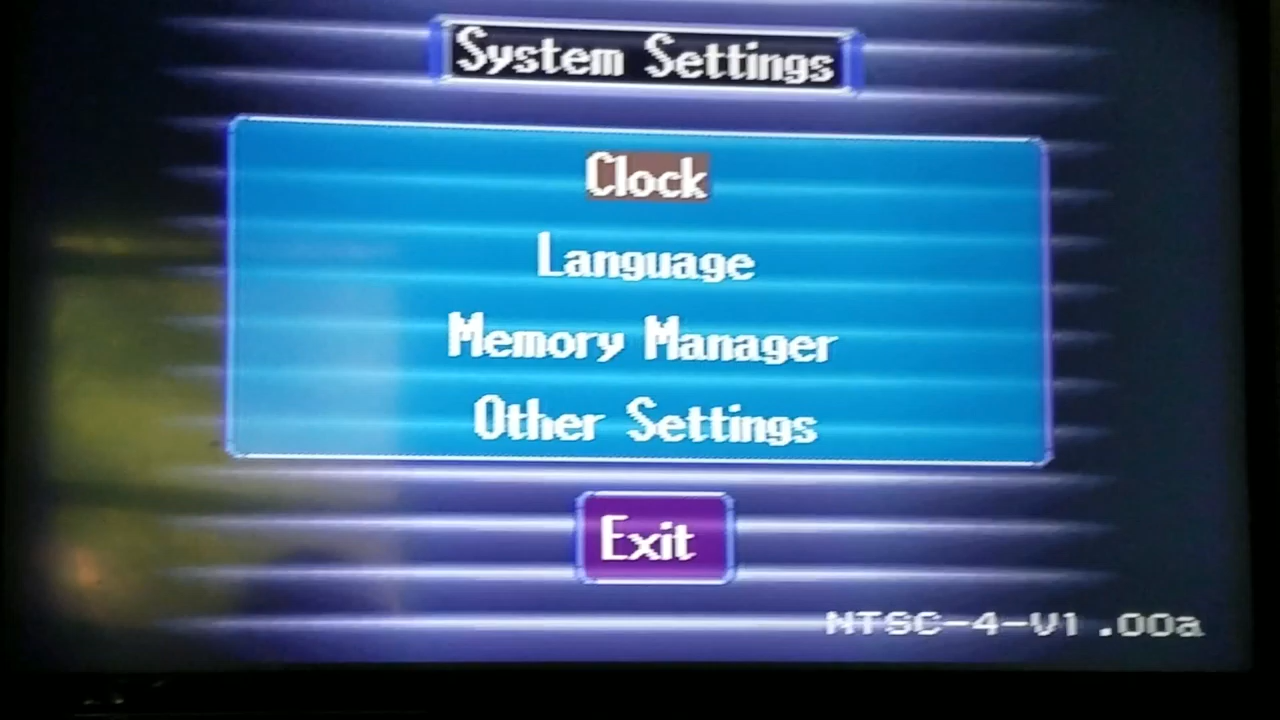 System Settings
Clock
Language
Memory Manager
Other Settings
Exit
NTSC-4-V1.00a